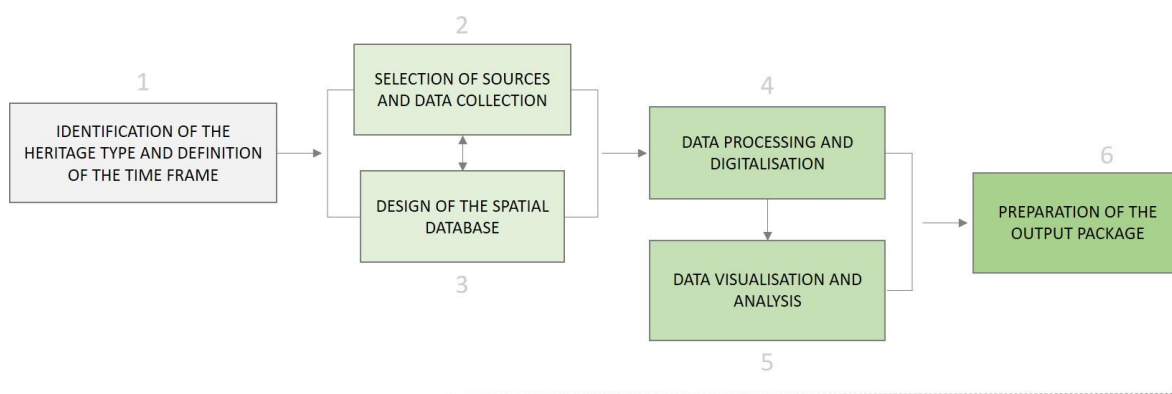 1
IDENTIFICATION OF THE
HERITAGE TYPE AND DEFINITION
OF THE TIME FRAME
2
SELECTION OF SOURCES
AND DATA COLLECTION
DESIGN OF THE SPATIAL
DATABASE
3
4
DATA PROCESSING AND
DIGITALISATION
DATA VISUALISATION AND
ANALYSIS
5
6
PREPARATION OF THE
OUTPUT PACKAGE